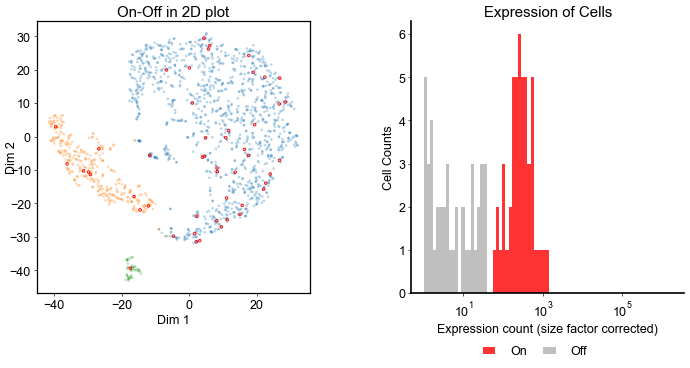 On-Off in 2D plot
30
20
10
0
−10
−20
−30
−40
Dim 2
−40
−20
0
20
Dim 1
Expression of Cells
6
5
4
3
2
1
0
Cell Counts
10^1
10^3
10^5
Expression count (size factor corrected)
On
Off